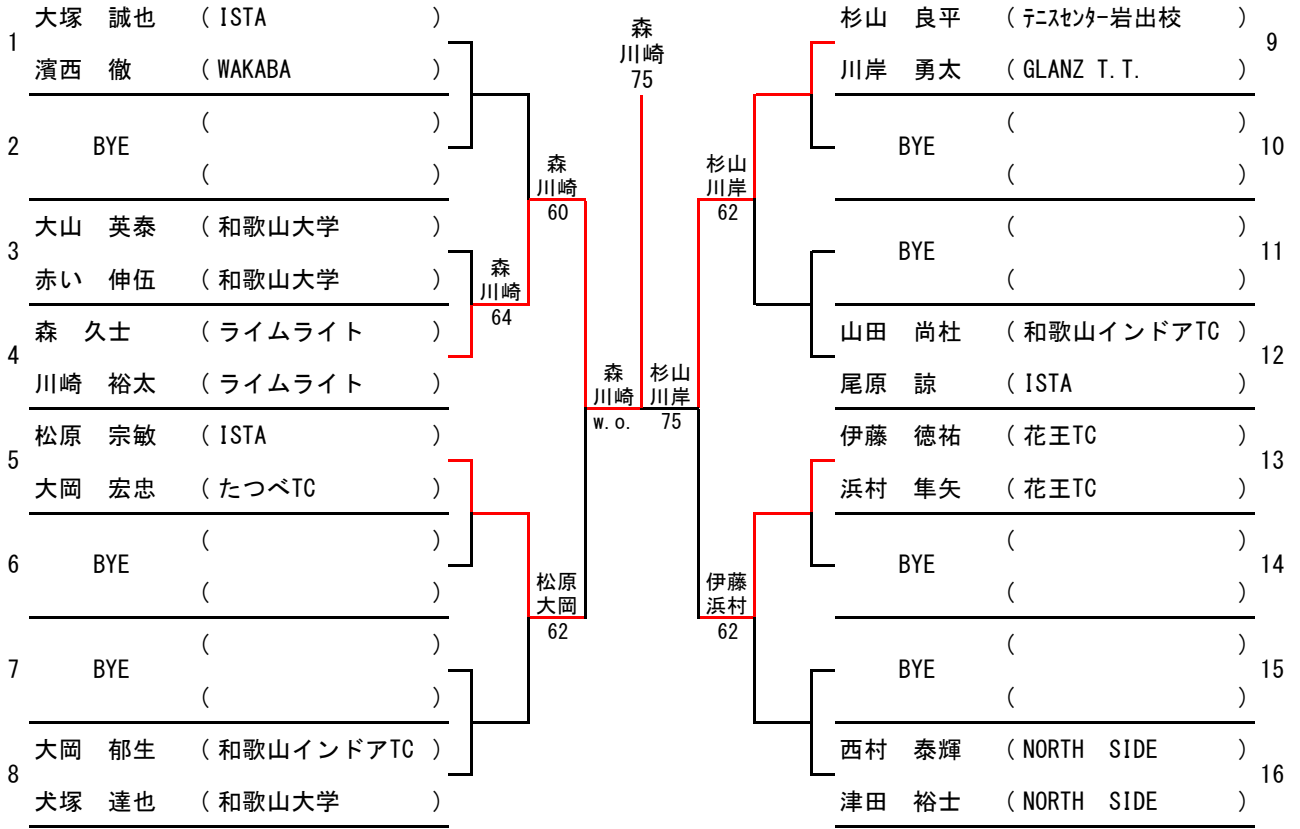 1
大塚 誠也 ( ISTA )
濱西 徹 ( WAKABA )
2
BYE
( )
( )
3
大山 英泰 ( 和歌山大学 )
赤い 伸伍 ( 和歌山大学 )
4
森 久士 ( ライムライト )
川崎 裕太 ( ライムライト )
5
松原 宗敏 ( ISTA )
大岡 宏忠 ( たつべTC )
6
BYE
( )
( )
7
BYE
( )
( )
8
大岡 郁生 ( 和歌山インドアTC )
犬塚 達也 ( 和歌山大学 )
森
川崎
64
森
川崎
60
松原
大岡
62
森
川崎
w.o.
森
川崎
75
杉山
川岸
75
杉山
川岸
62
伊藤
浜村
62
杉山 良平 ( テニスセンター岩出校 )
川岸 勇太 ( GLANZ T.T. )
9
BYE
( )
( )
10
BYE
( )
( )
11
山田 尚杜 ( 和歌山インドアTC )
尾原 諒 ( ISTA )
12
伊藤 徳祐 ( 花王TC )
浜村 隼矢 ( 花王TC )
13
BYE
( )
( )
14
BYE
( )
( )
15
西村 泰輝 ( NORTH SIDE )
津田 裕士 ( NORTH SIDE )
16